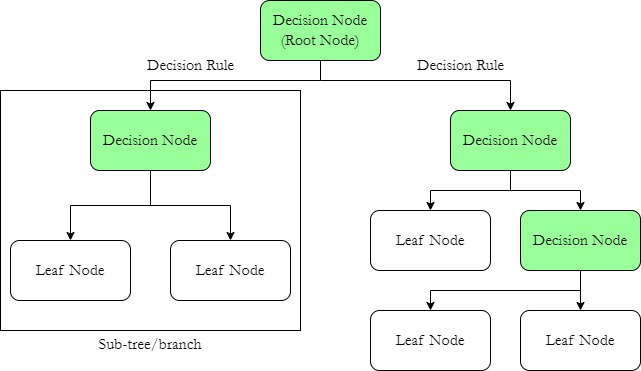 Decision Node
(Root Node)
Decision Rule
Decision Rule
Decision Node
Decision Node
Leaf Node
Decision Node
Leaf Node
Leaf Node
Leaf Node
Leaf Node
Sub-tree/branch